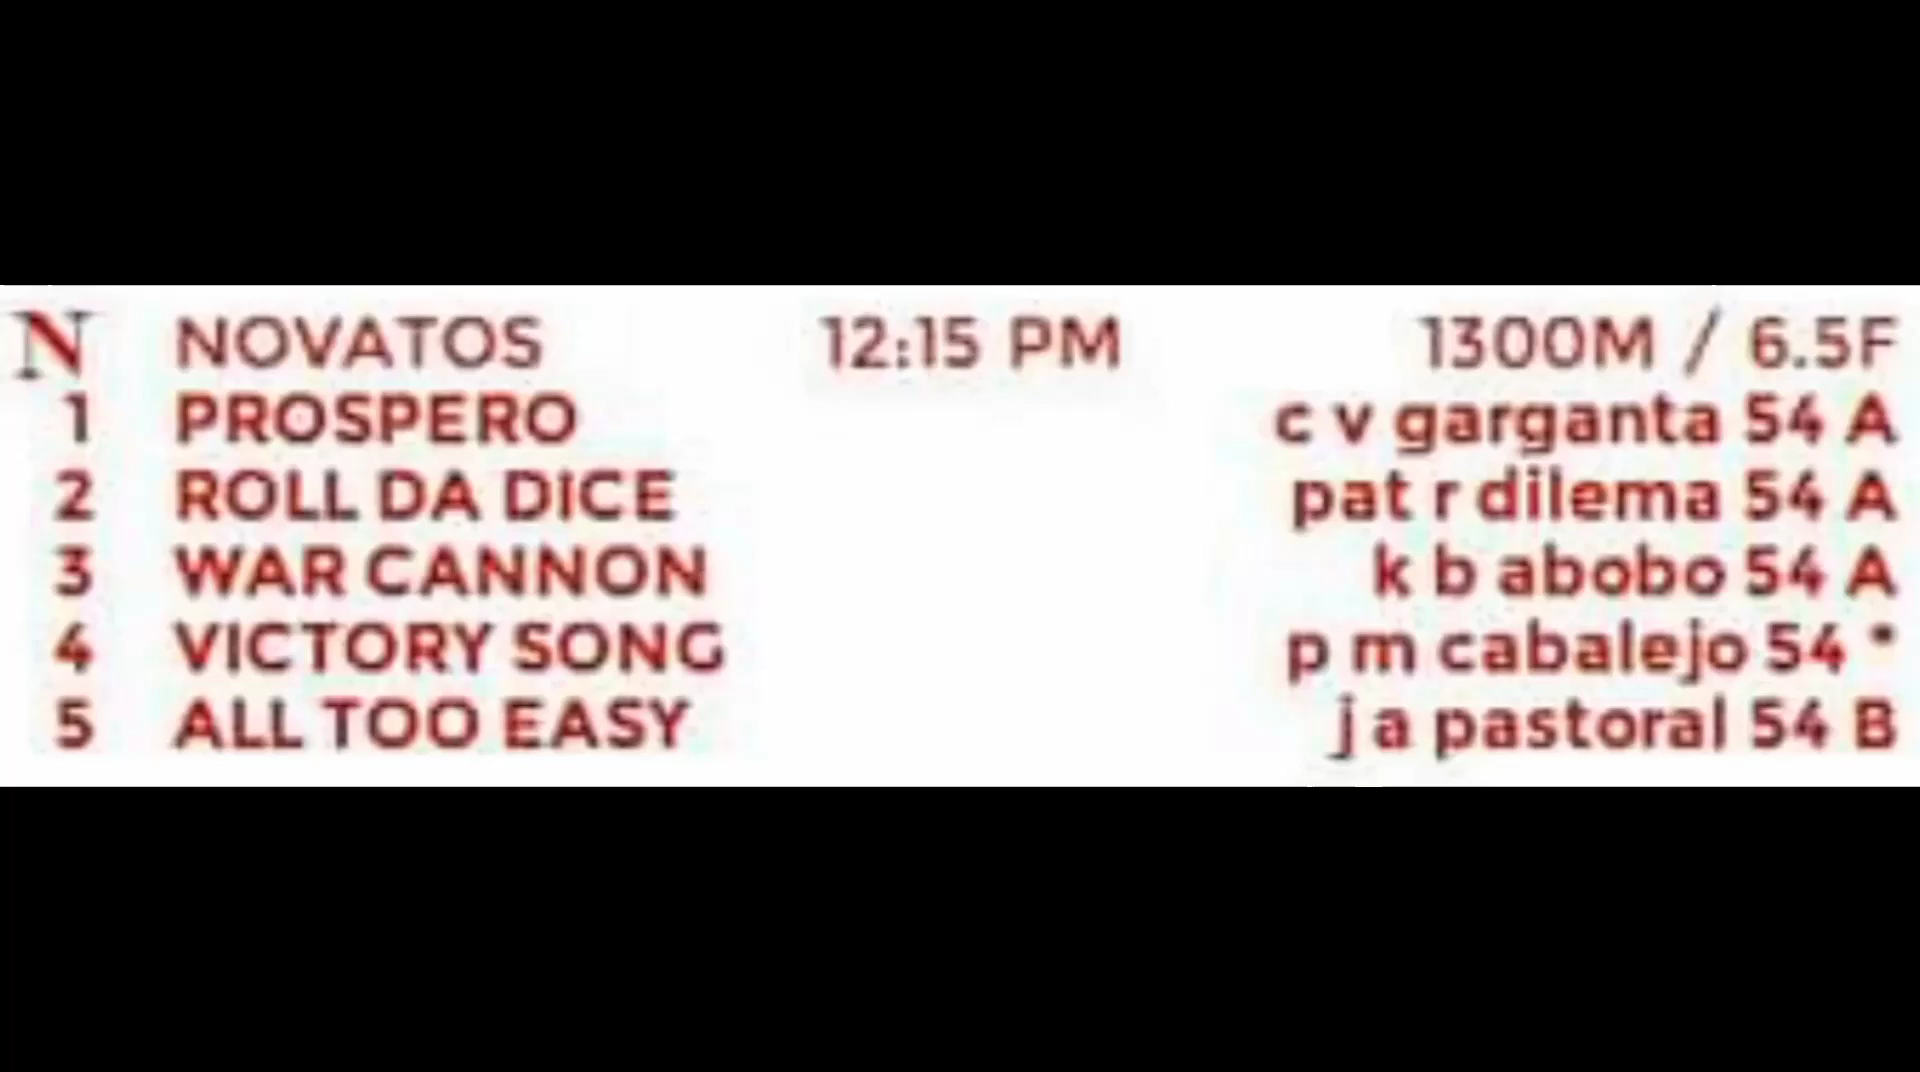 N NOVATOS 12:15 PM 1300M / 6.5F
1 PROSPERO c v garganta 54 A
2 ROLL DA DICE pat r dilema 54 A
3 WAR CANNON k b abobo 54 A
4 VICTORY SONG p m cabalejo 54 *
5 ALL TOO EASY j a pastoral 54 B